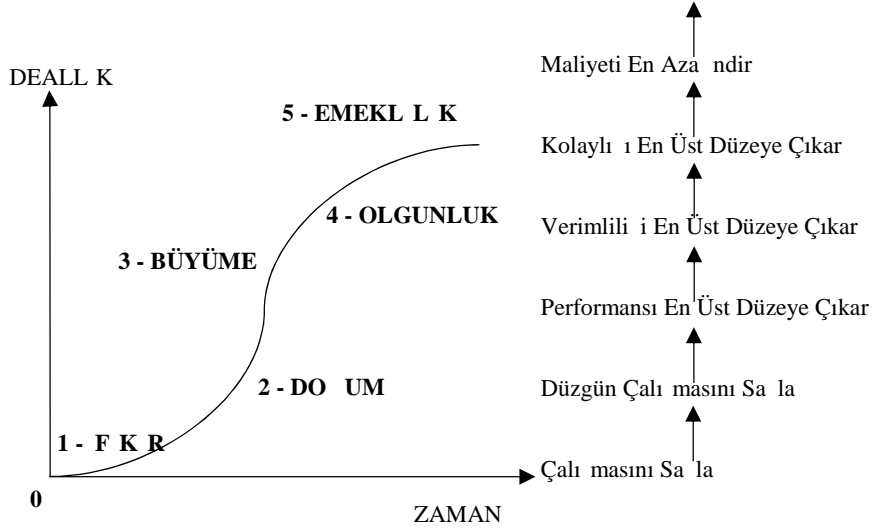 DEALL K
5 - EMEKL L K
4 - OLGUNLUK
3 - BÜYÜME
2 - DO UM
1 - F K R
0
ZAMAN
Maliyeti En Aza ndir
Kolaylı ı En Üst Düzeye Çıkar
Verimlili i En Üst Düzeye Çıkar
Performansı En Üst Düzeye Çıkar
Düzgün Çalı masını Sa la
Çalı masını Sa la